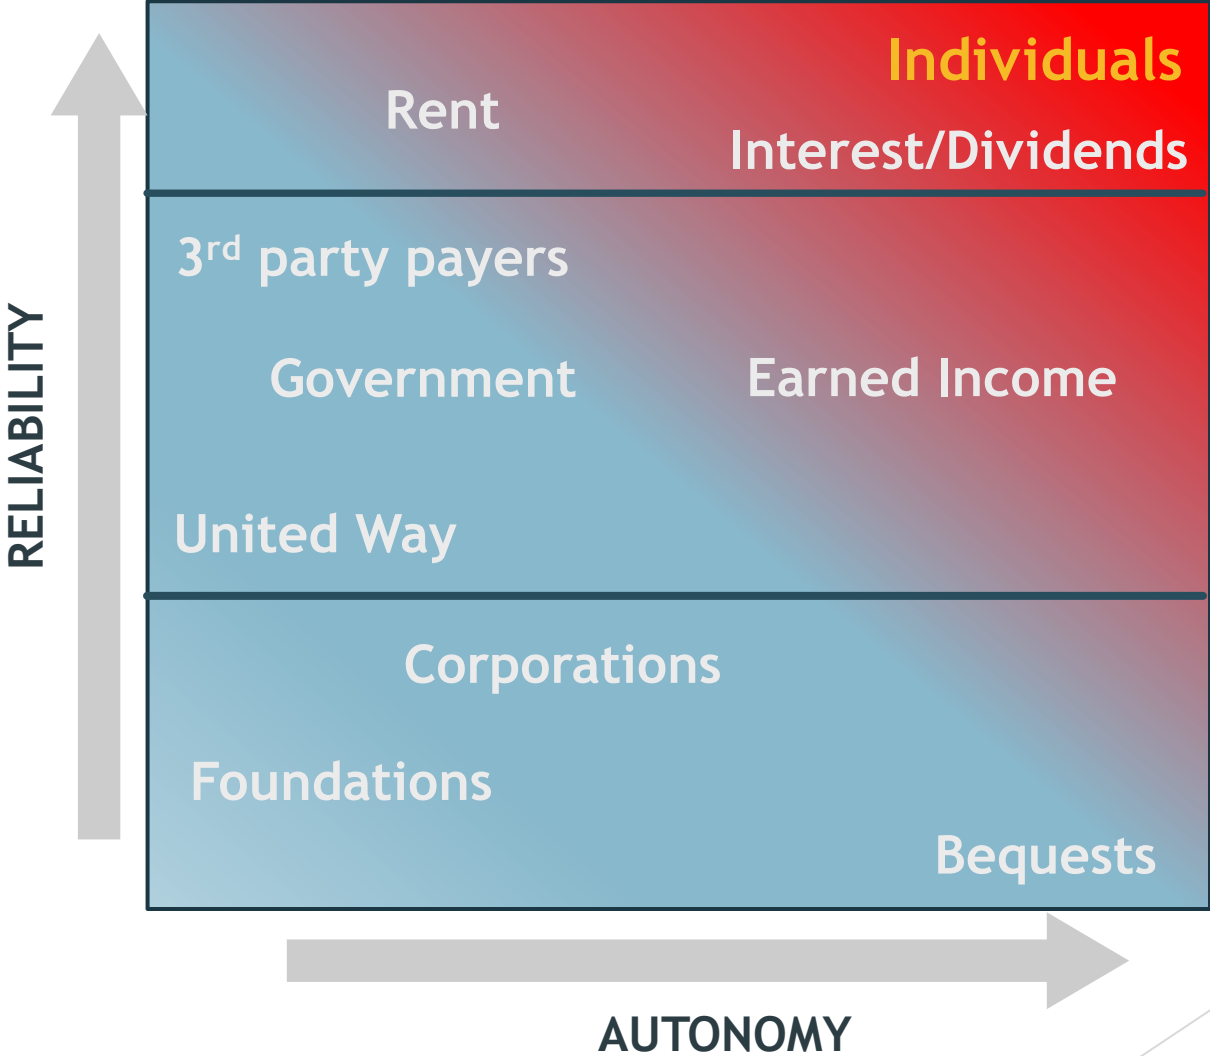 Individuals
Rent
Interest/Dividends
3rd party payers
Government
Earned Income
United Way
Corporations
Foundations
Bequests
RELIABILITY
AUTONOMY